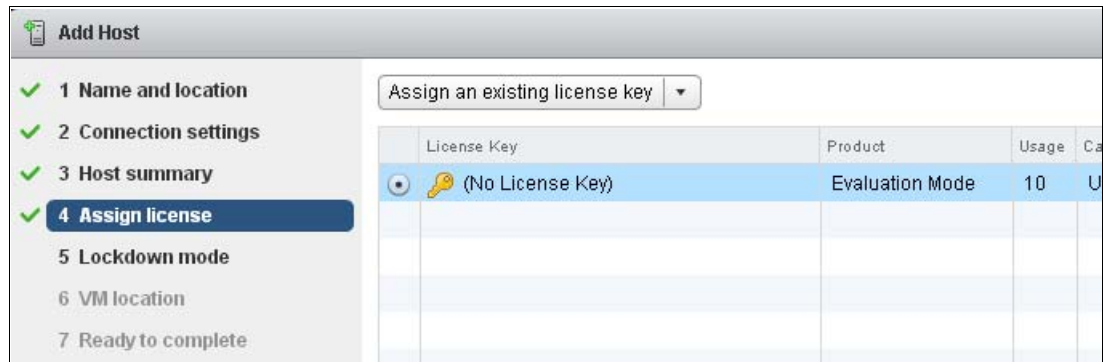 Add Host
1 Name and location
2 Connection settings
3 Host summary
4 Assign license
5 Lockdown mode
6 VM location
7 Ready to complete
Assign an existing license key
License Key Product Usage
(No License Key) Evaluation Mode 10